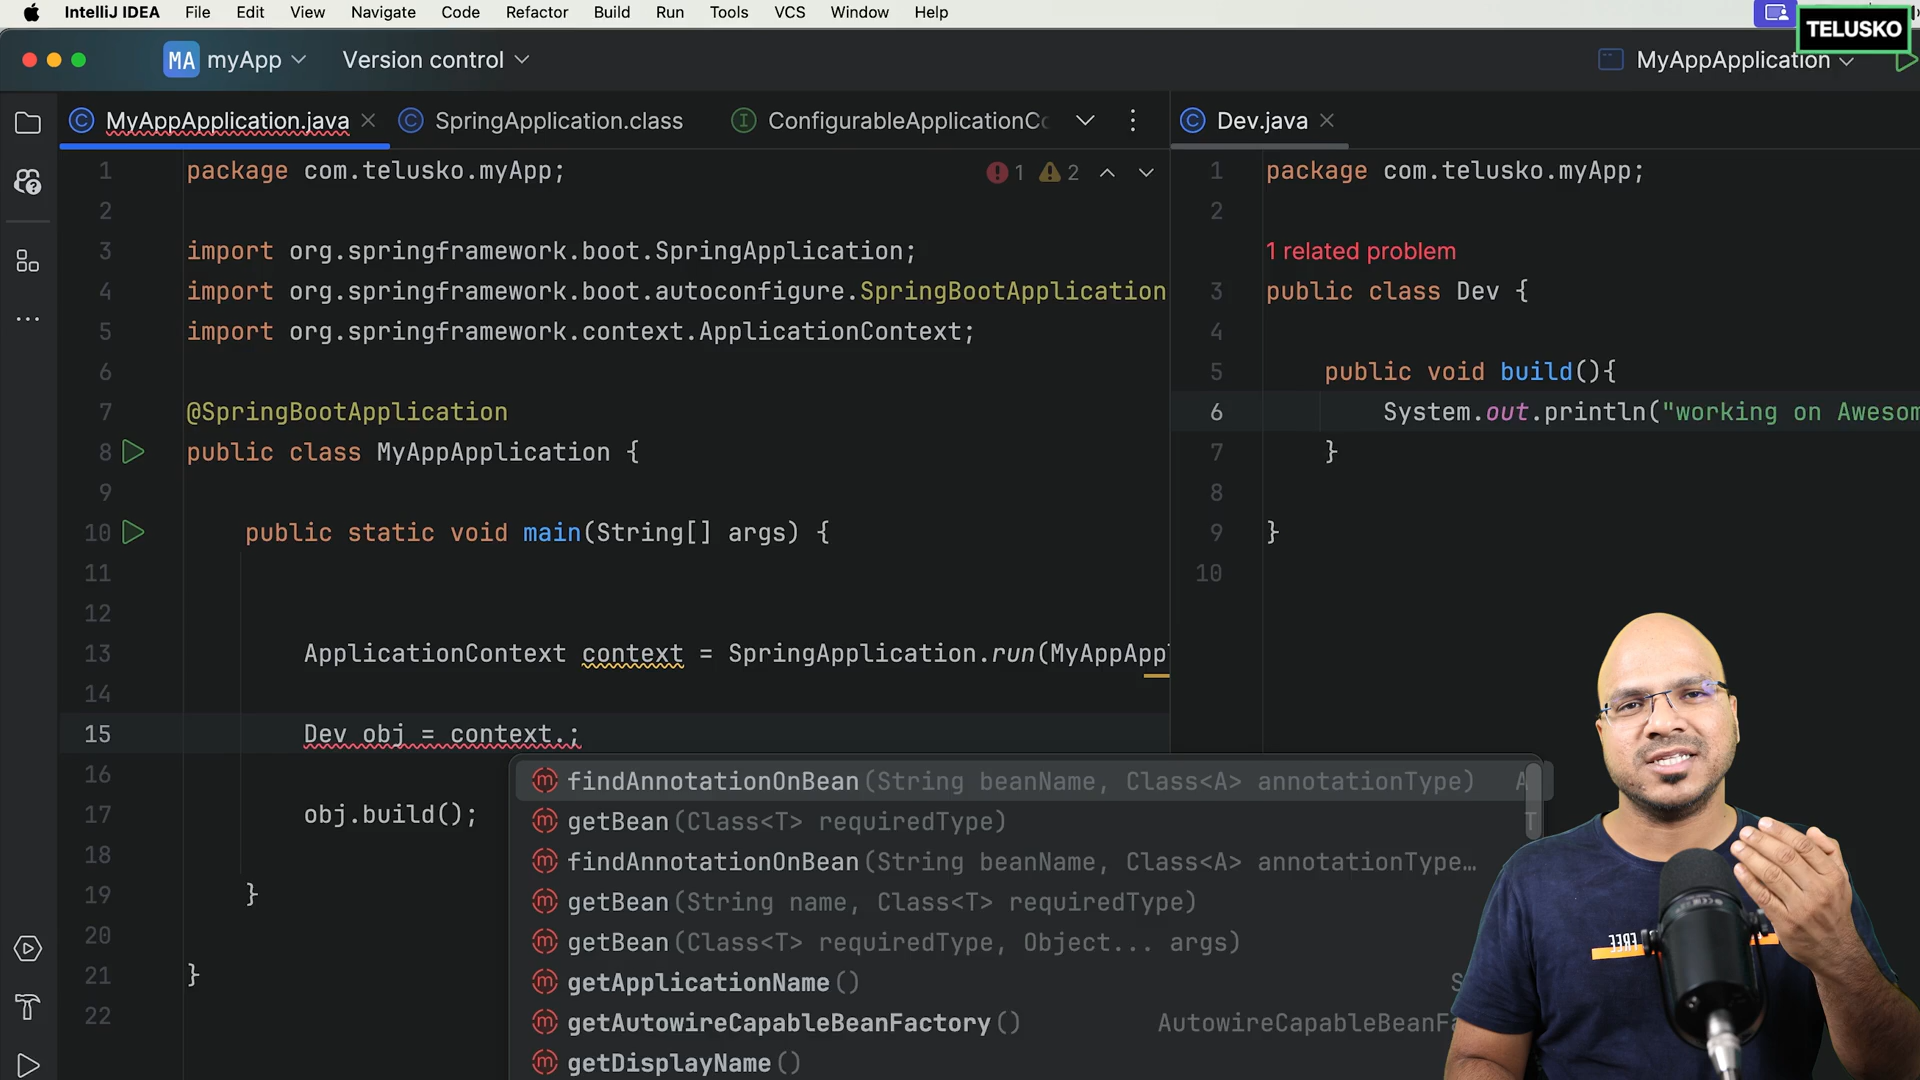 IntelliJ IDEA File Edit View Navigate Code Refactor Build Run Tools VCS Window Help
TELUSKO
MA myApp Version control MyAppApplication
MyAppApplication.java SpringApplication.class ConfigurableApplicationCo
1 package com.telusko.myApp; 1 2
2
3 import org.springframework.boot.SpringApplication;
4 import org.springframework.boot.autoconfigure.SpringBootApplication
5 import org.springframework.context.ApplicationContext;
6
7 @SpringBootApplication
8 public class MyAppApplication {
9
10 public static void main(String[] args) {
11
12
13 ApplicationContext context = SpringApplication.run(MyAppApp
14
15 Dev obj = context.;
16
17 obj.build();
18
19 }
20
21 }
22
findAnnotationOnBean(String beanName, Class<A> annotationType) A
getBean(Class<T> requiredType) T
findAnnotationOnBean(String beanName, Class<A> annotationType…
getBean(String name, Class<T> requiredType)
getBean(Class<T> requiredType, Object... args)
getApplicationName() S
getAutowireCapableBeanFactory() AutowireCapableBeanFa
getDisplayName()
Dev.java
1 package com.telusko.myApp;
2
1 related problem
3 public class Dev {
4
5 public void build(){
6 System.out.println("working on Awesom
7 }
8
9 }
10